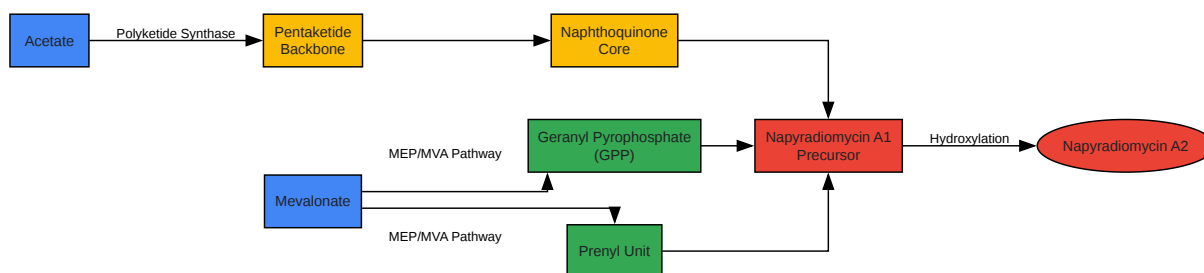 Acetate
Polyketide Synthase
Pentaketide
Backbone
Naphthoquinone
Core
MEP/MVA Pathway
Geranyl Pyrophosphate
(GPP)
Napyradiomycin A1
Precursor
Hydroxylation
Napyradiomycin A2
Mevalonate
MEP/MVA Pathway
Prenyl Unit